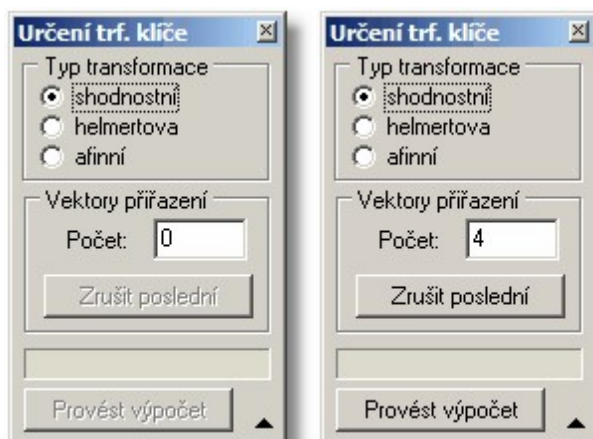 Určení trf. klíče
Typ transformace
shodnostní
helmertova
afinní
Vektory přiřazení
Počet: 0
Zrušit poslední
Provést výpočet
Určení trf. klíče
Typ transformace
shodnostní
helmertova
afinní
Vektory přiřazení
Počet: 4
Zrušit poslední
Provést výpočet